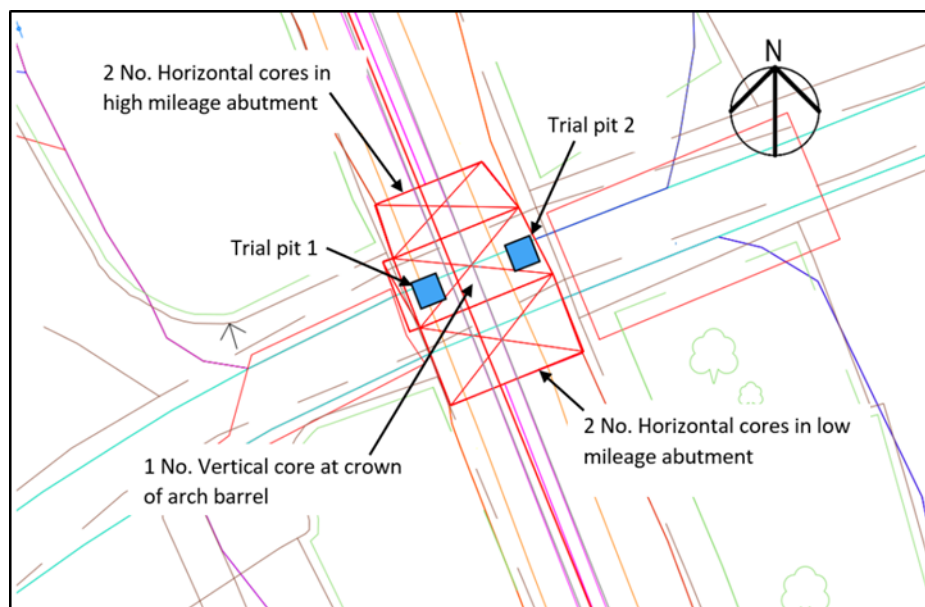 2 No. Horizontal cores in
high mileage abutment
N
Trial pit 2
Trial pit 1
2 No. Horizontal cores in low
mileage abutment
1 No. Vertical core at crown
of arch barrel